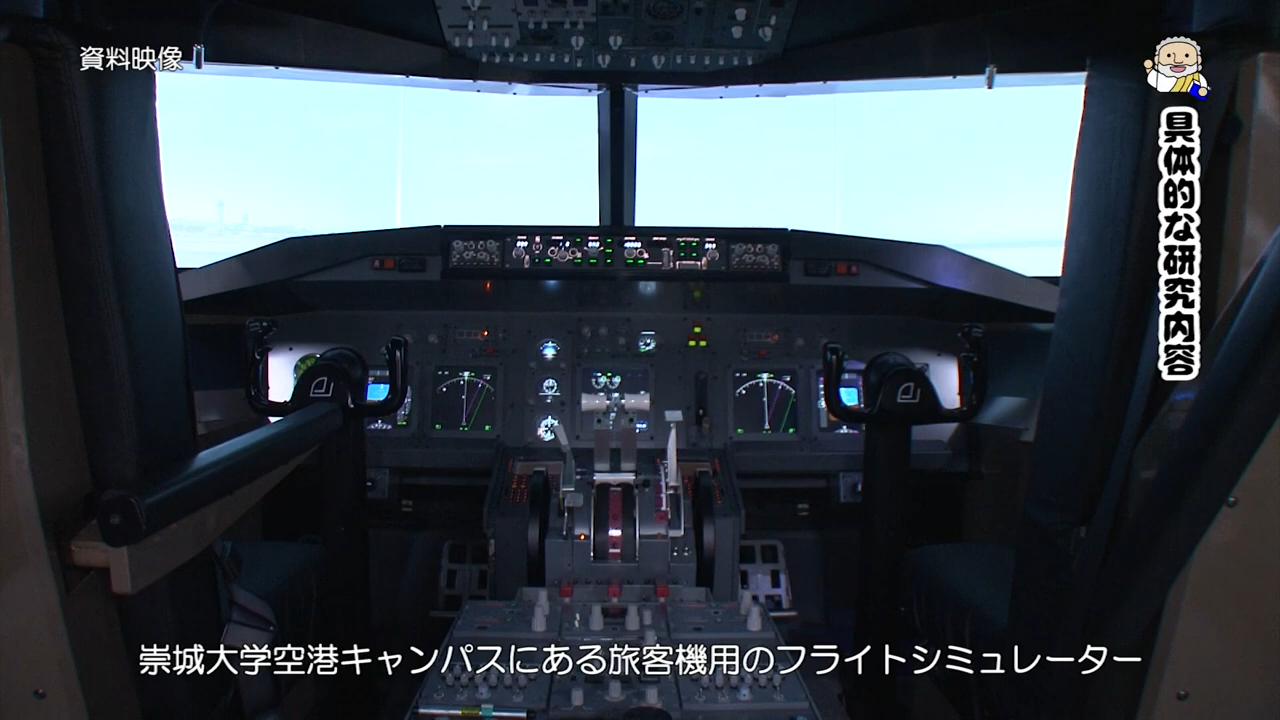 資料映像
具体的な研究内容
崇城大学空港キャンパスにある旅客機用のフライトシミュレーター